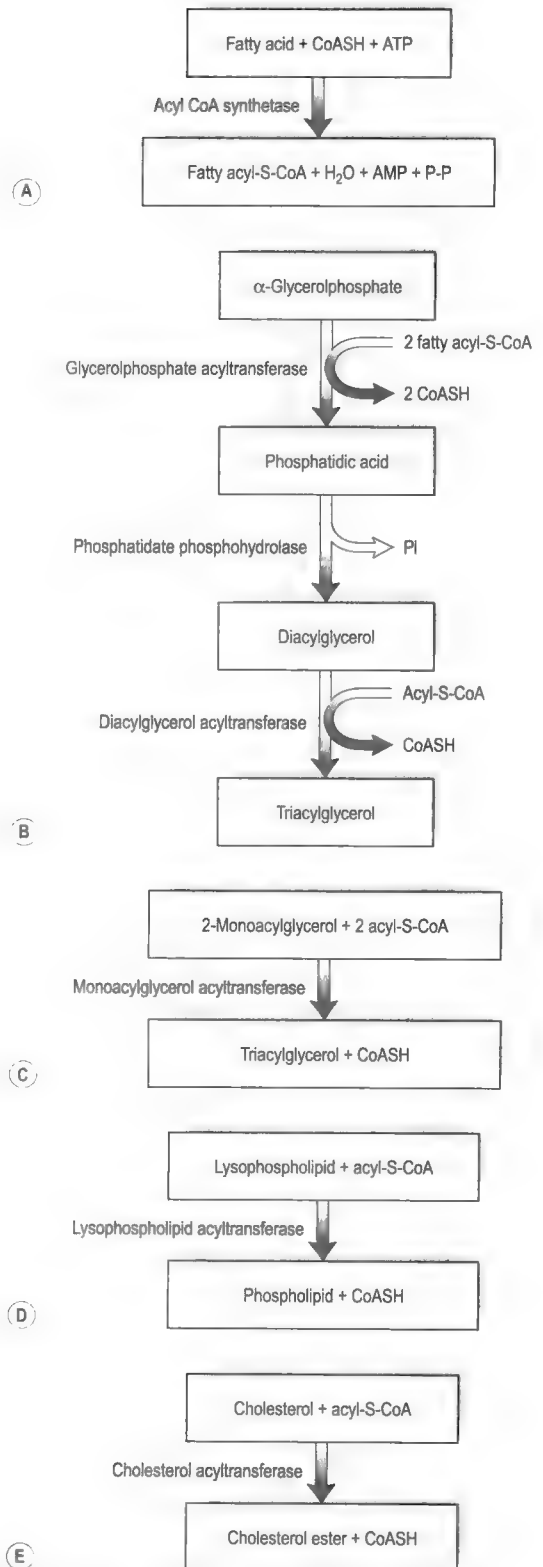 Fatty acid + CoASH + ATP
Acyl CoA synthetase
Fatty acyl-S-CoA + H₂O + AMP + P-P
A
α-Glycerolphosphate
2 fatty acyl-S-CoA
Glycerolphosphate acyltransferase
2 CoASH
Phosphatidic acid
Phosphatidate phosphohydrolase
PI
Diacylglycerol
Acyl-S-CoA
Diacylglycerol acyltransferase
CoASH
Triacylglycerol
B
2-Monoacylglycerol + 2 acyl-S-CoA
Monoacylglycerol acyltransferase
Triacylglycerol + CoASH
C
Lysophospholipid + acyl-S-CoA
Lysophospholipid acyltransferase
Phospholipid + CoASH
D
Cholesterol + acyl-S-CoA
Cholesterol acyltransferase
Cholesterol ester + CoASH
E